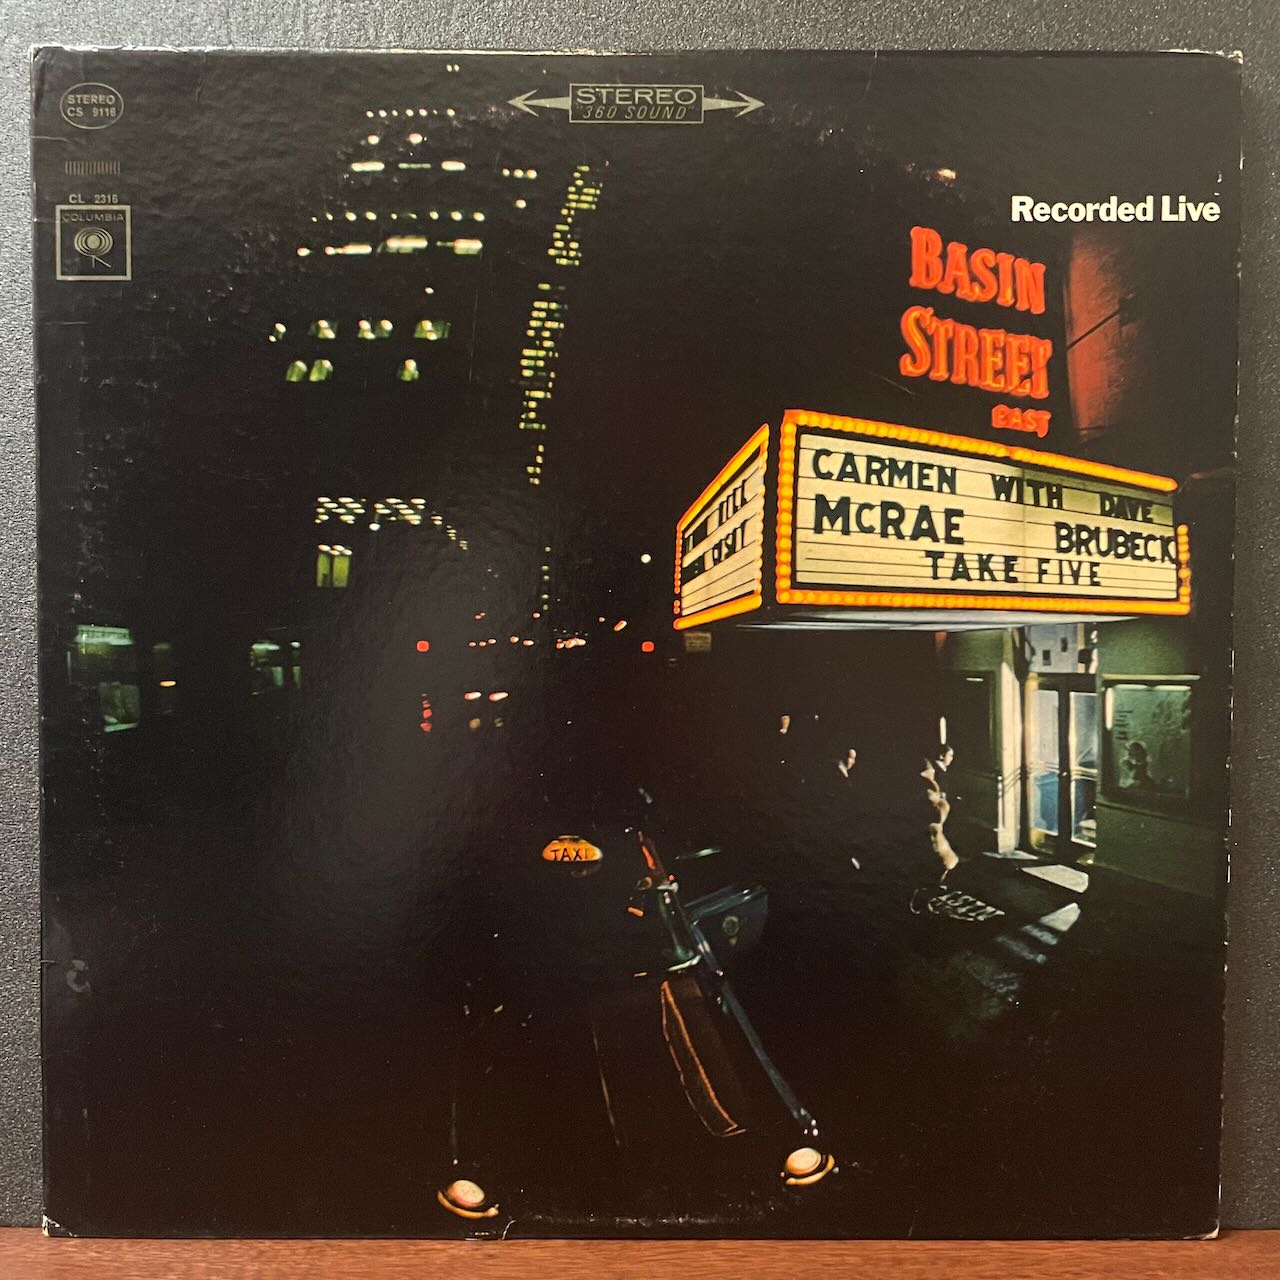 STEREO
CS 9116
CL 2316
COLUMBIA
STEREO
"360 SOUND"
Recorded Live
BASIN
STREET
EAST
CARMEN WITH DAVE
McRAE BRUBECK
TAKE FIVE
TAXI